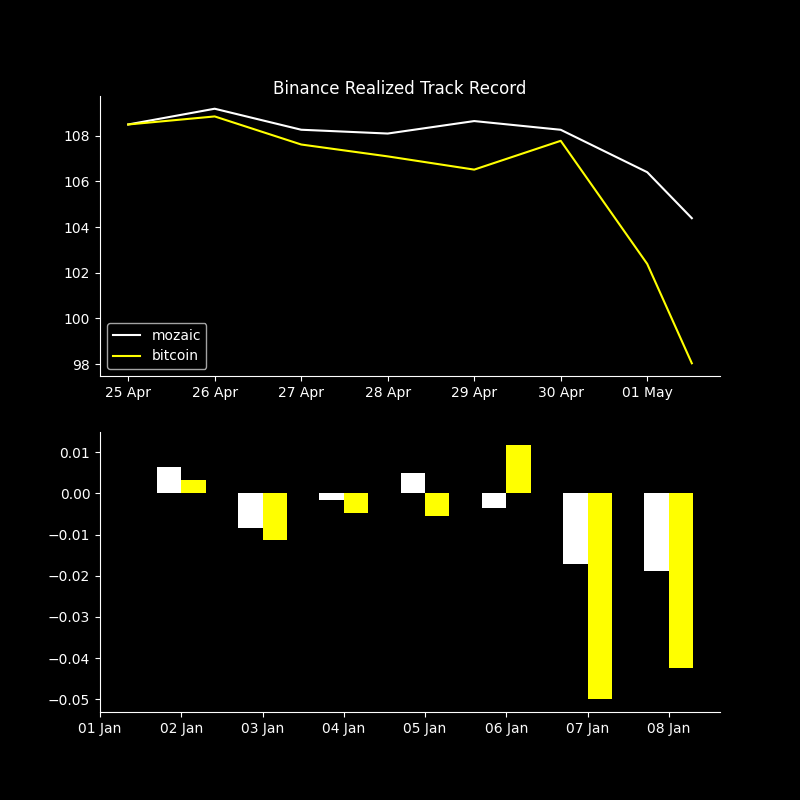 Binance Realized Track Record
108
106
104
102
100
98
mozaic
bitcoin
25 Apr 26 Apr 27 Apr 28 Apr 29 Apr 30 Apr 01 May
0.01
0.00
−0.01
−0.02
−0.03
−0.04
−0.05
01 Jan 02 Jan 03 Jan 04 Jan 05 Jan 06 Jan 07 Jan 08 Jan